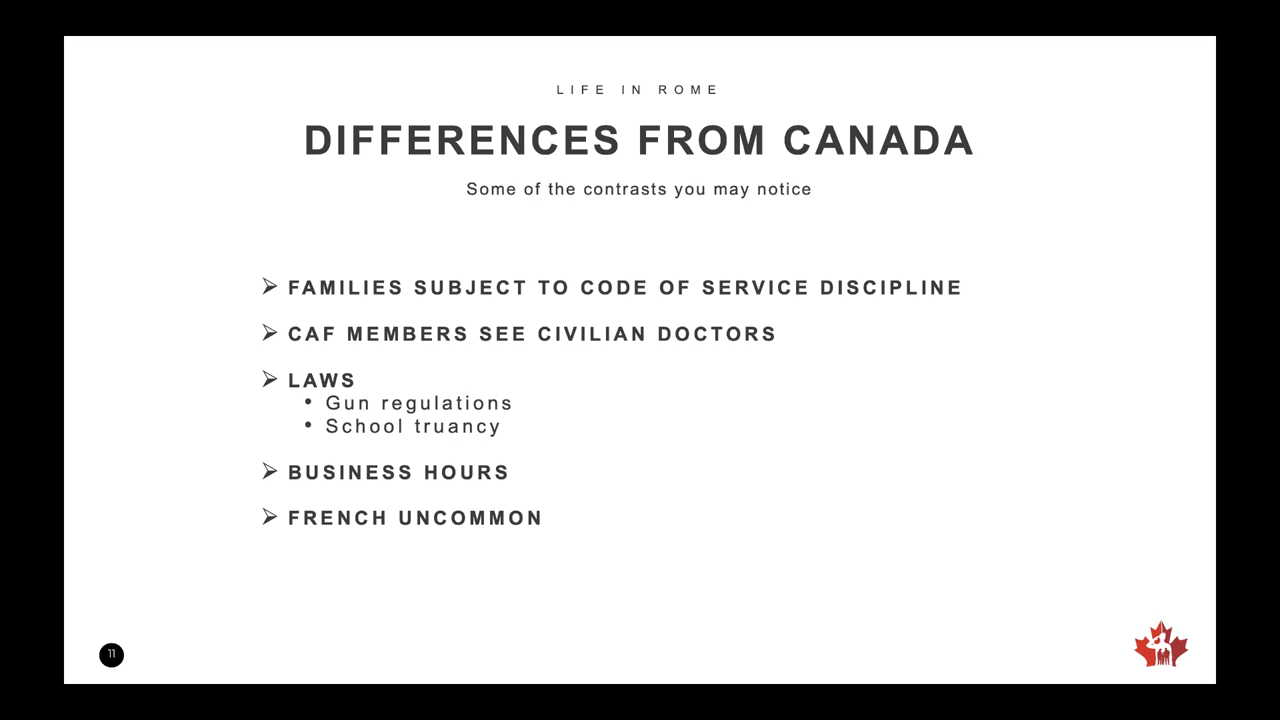 LIFE IN ROME
DIFFERENCES FROM CANADA
Some of the contrasts you may notice
➢ FAMILIES SUBJECT TO CODE OF SERVICE DISCIPLINE
➢ CAF MEMBERS SEE CIVILIAN DOCTORS
➢ LAWS
• Gun regulations
• School truancy
➢ BUSINESS HOURS
➢ FRENCH UNCOMMON
11